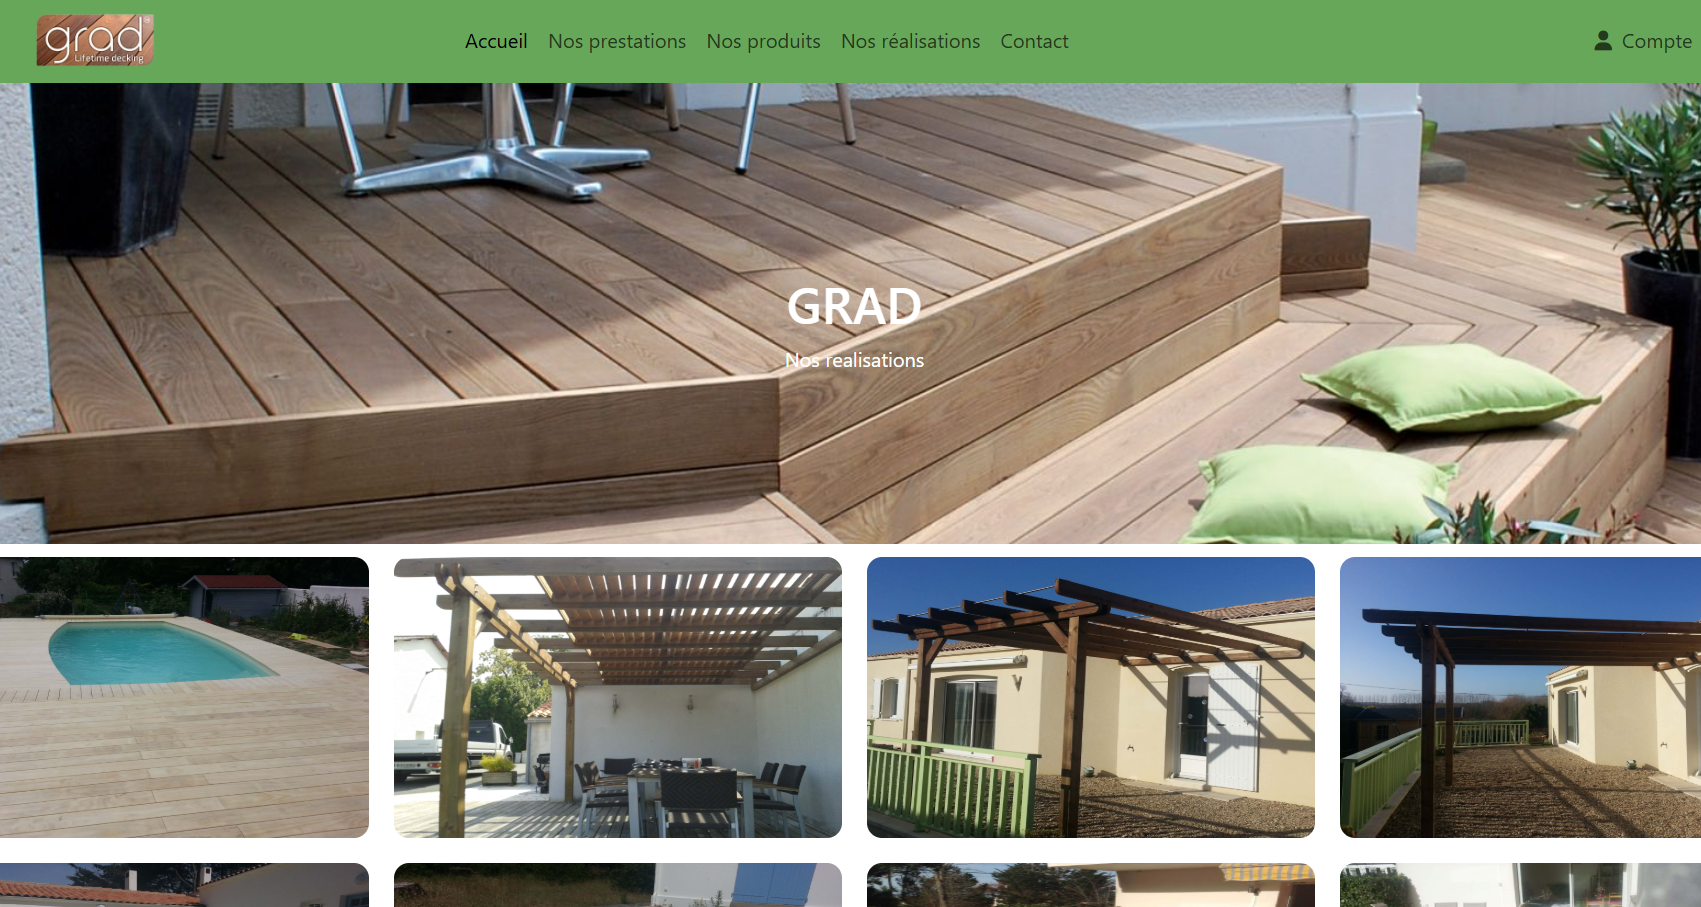 grad
Lifetime decking
Accueil Nos prestations Nos produits Nos réalisations Contact
Compte
GRAD
Nos realisations